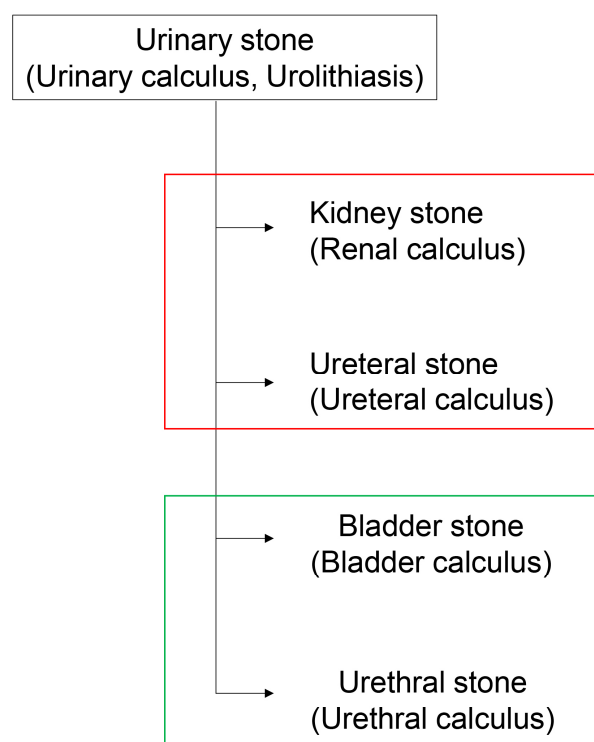 Urinary stone
(Urinary calculus, Urolithiasis)
Kidney stone
(Renal calculus)
Ureteral stone
(Ureteral calculus)
Bladder stone
(Bladder calculus)
Urethral stone
(Urethral calculus)